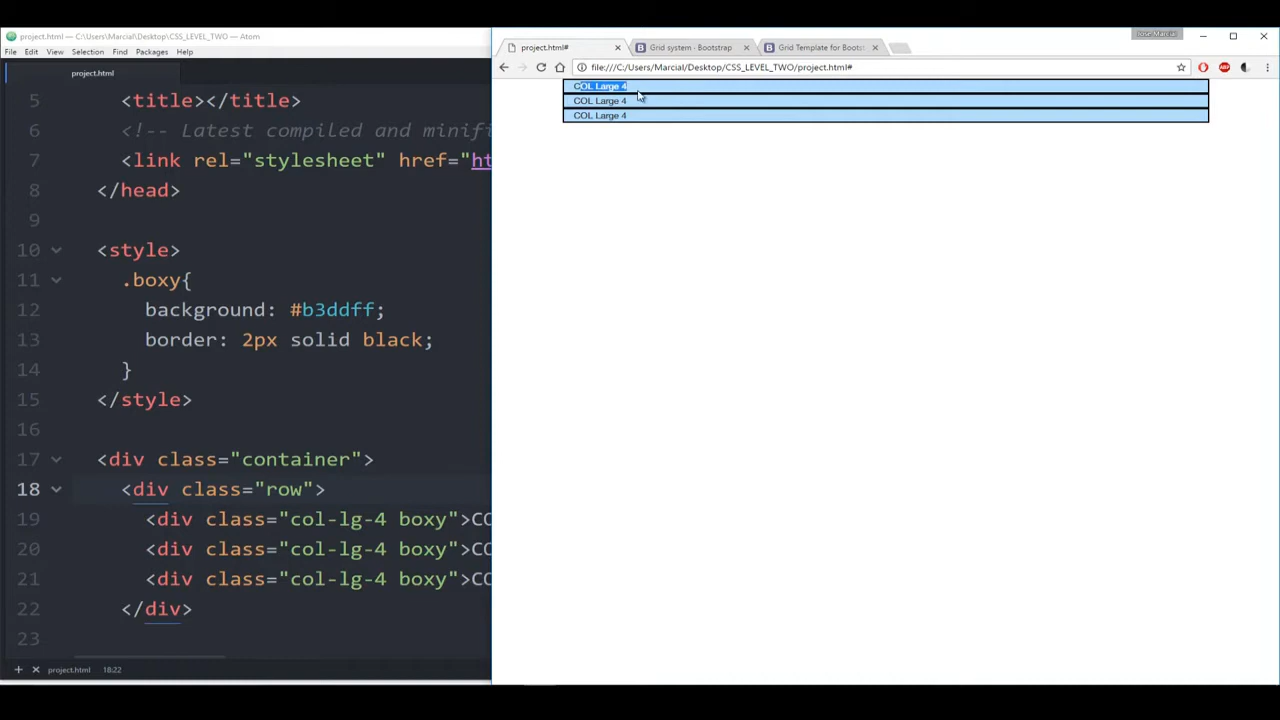 project.html — C:\Users\Marcial\Desktop\CSS_LEVEL_TWO — Atom
File Edit View Selection Find Packages Help
project.html
5 <title></title>
6 <!-- Latest compiled and minifi
7 <link rel="stylesheet" href="ht
8 </head>
9
10 <style>
11 .boxy{
12 background: #b3ddff;
13 border: 2px solid black;
14 }
15 </style>
16
17 <div class="container">
18 <div class="row">
19 <div class="col-lg-4 boxy">CO
20 <div class="col-lg-4 boxy">CO
21 <div class="col-lg-4 boxy">CO
22 </div>
23
project.html 18:22
Jose Marcial
project.html# Grid system · Bootstrap Grid Template for Bootst
file:///C:/Users/Marcial/Desktop/CSS_LEVEL_TWO/project.html#
ABP
COL Large 4
COL Large 4
COL Large 4